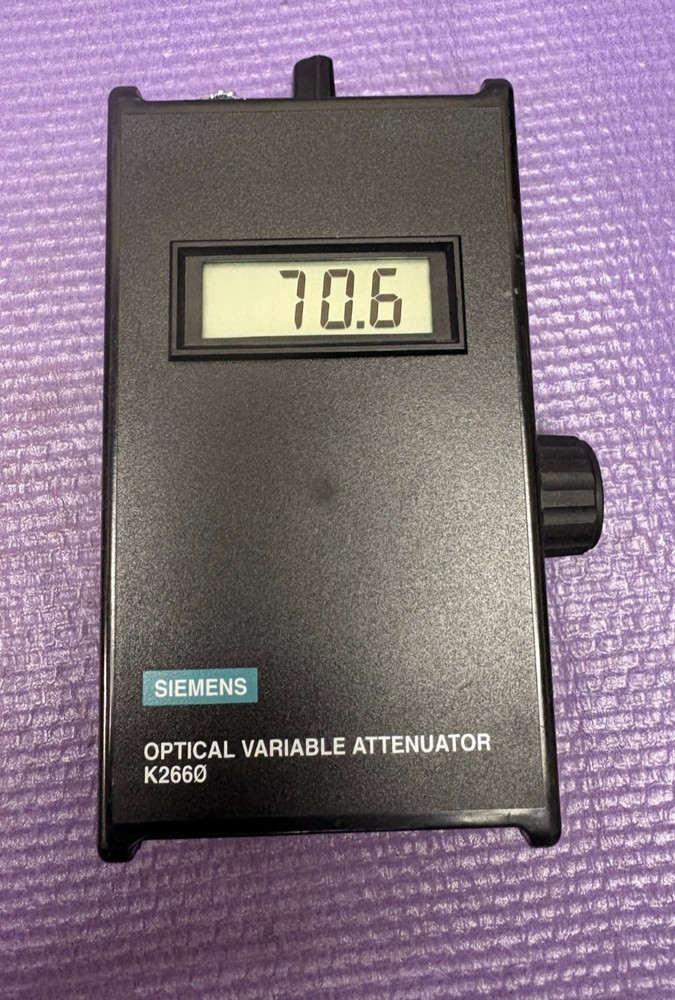 70.6
SIEMENS
OPTICAL VARIABLE ATTENUATOR
K266Ø